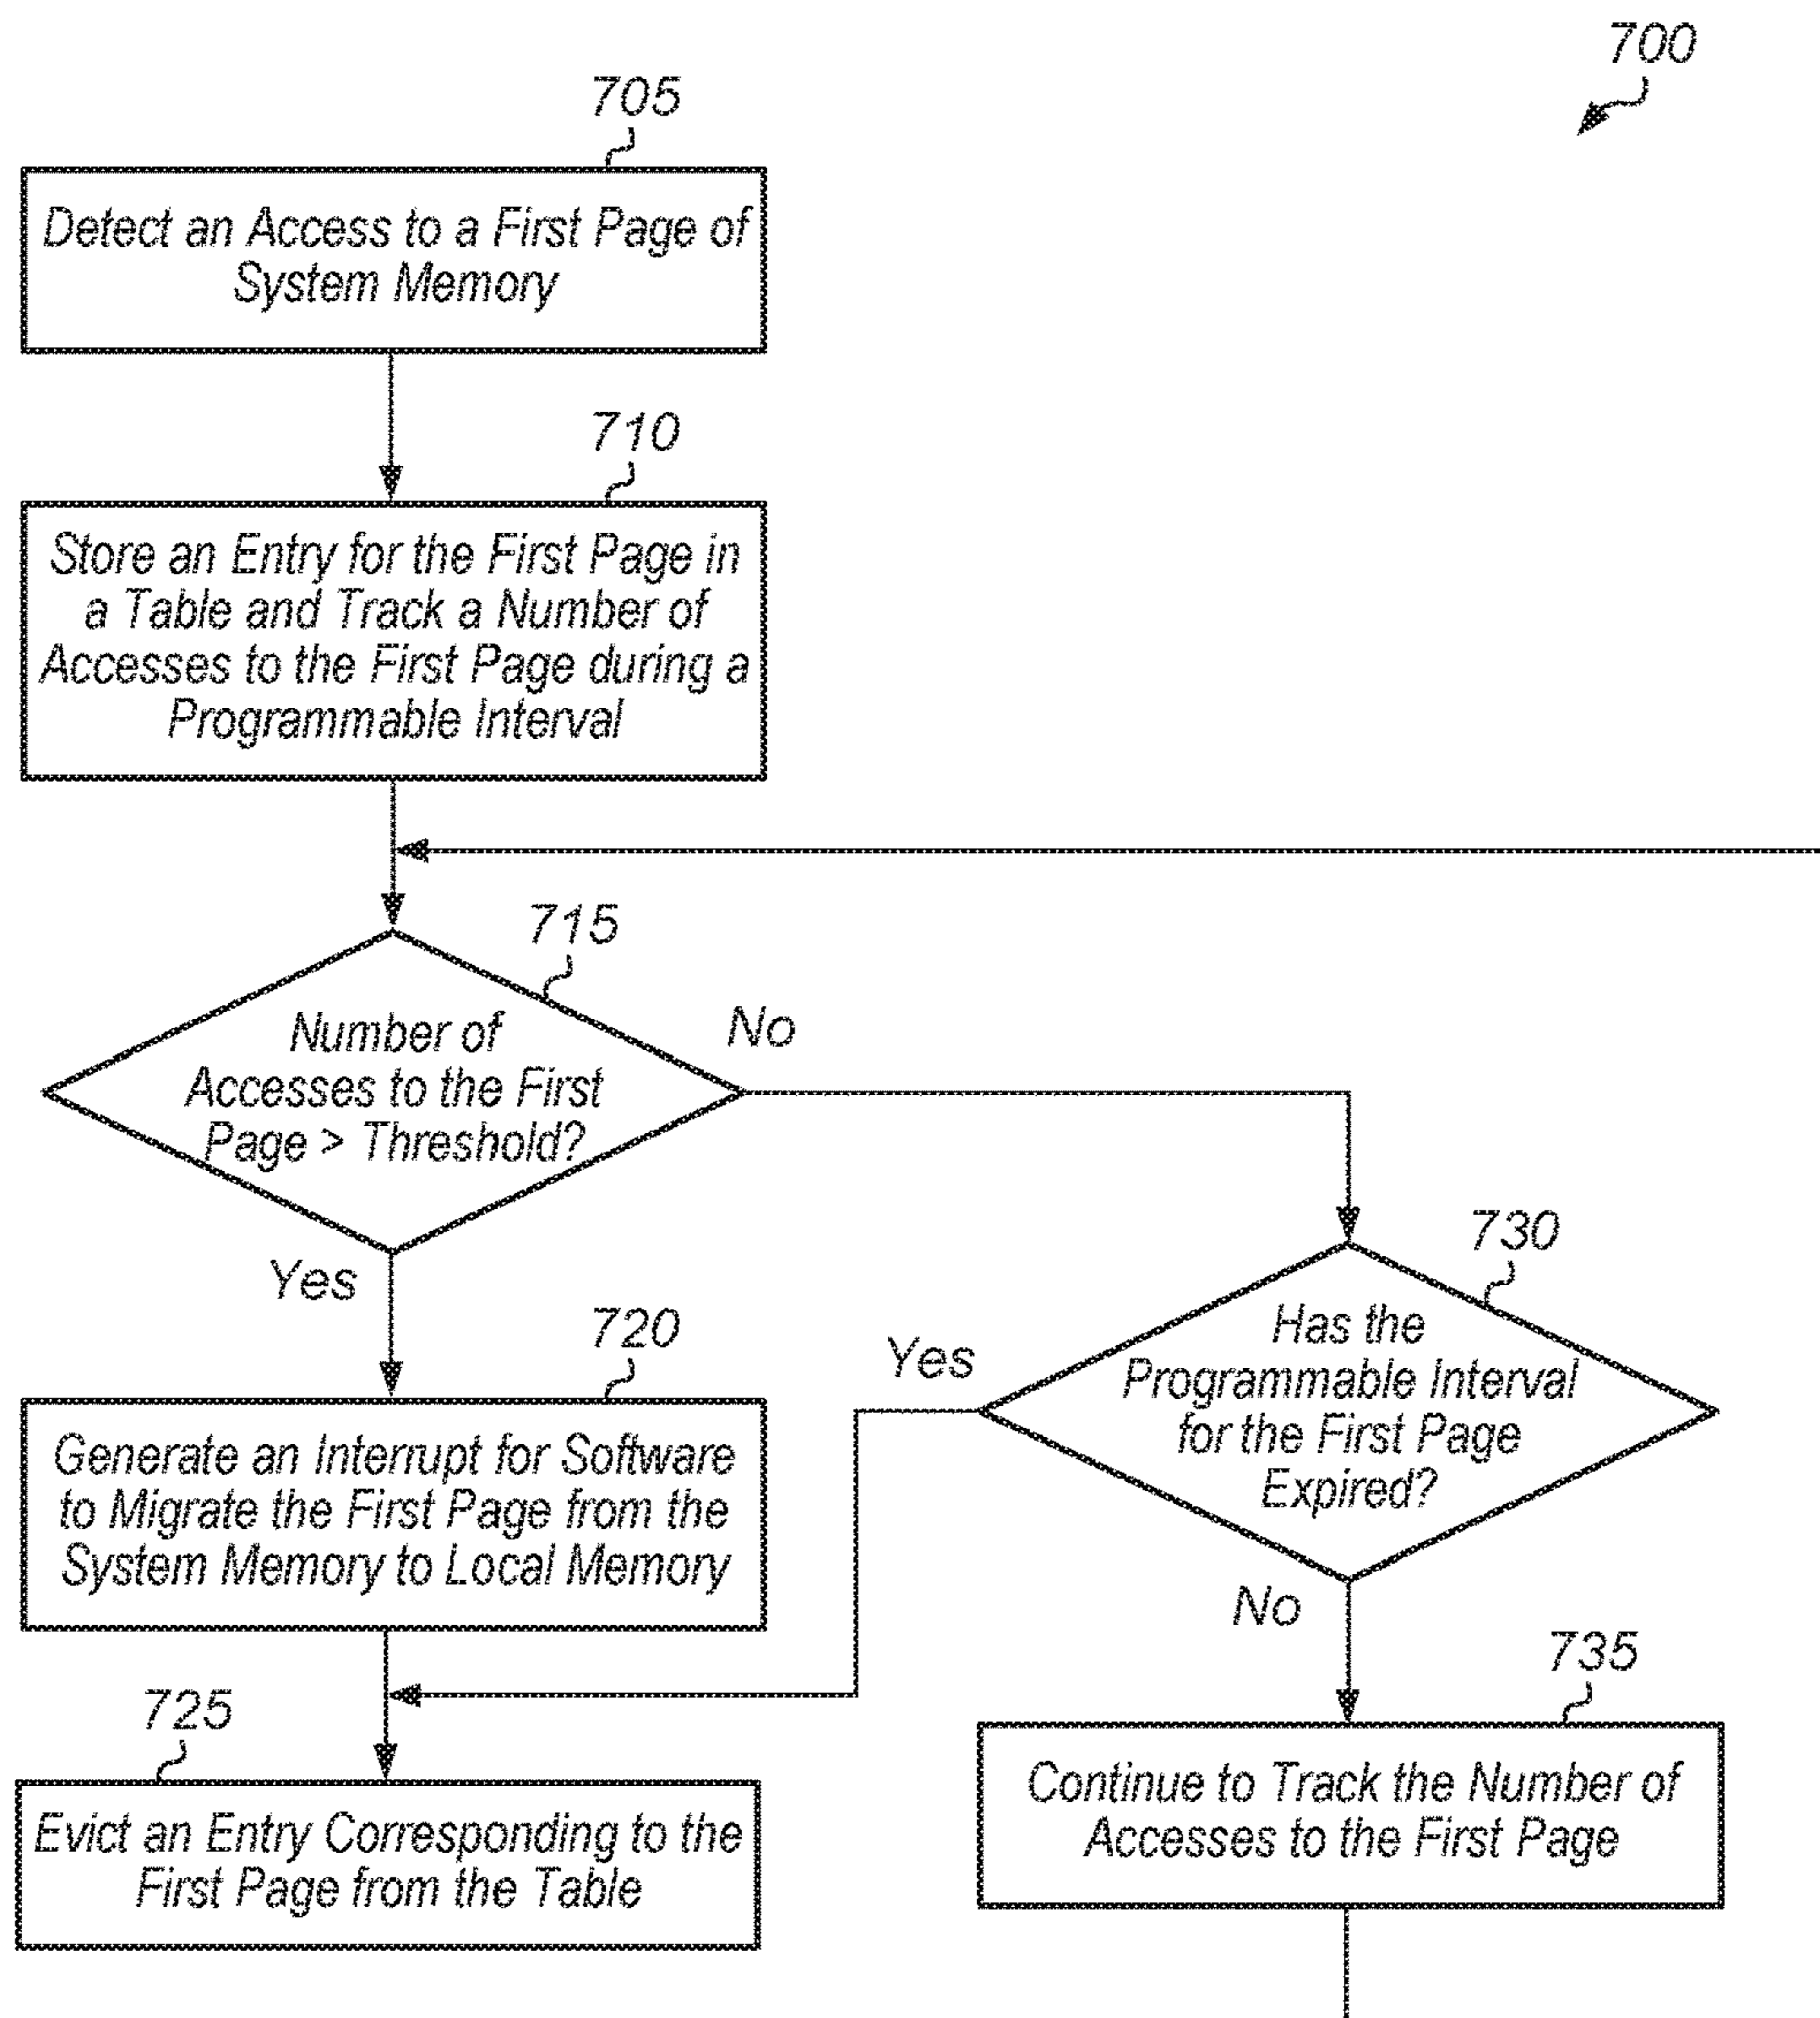 700
705
Detect an Access to a First Page of
System Memory
710
Store an Entry for the First Page in
a Table and Track a Number of
Accesses to the First Page during a
Programmable Interval
715
Number of
Accesses to the First
Page > Threshold?
No
Yes
720
Generate an Interrupt for Software
to Migrate the First Page from the
System Memory to Local Memory
725
Evict an Entry Corresponding to the
First Page from the Table
730
Has the
Programmable Interval
for the First Page
Expired?
Yes
No
735
Continue to Track the Number of
Accesses to the First Page